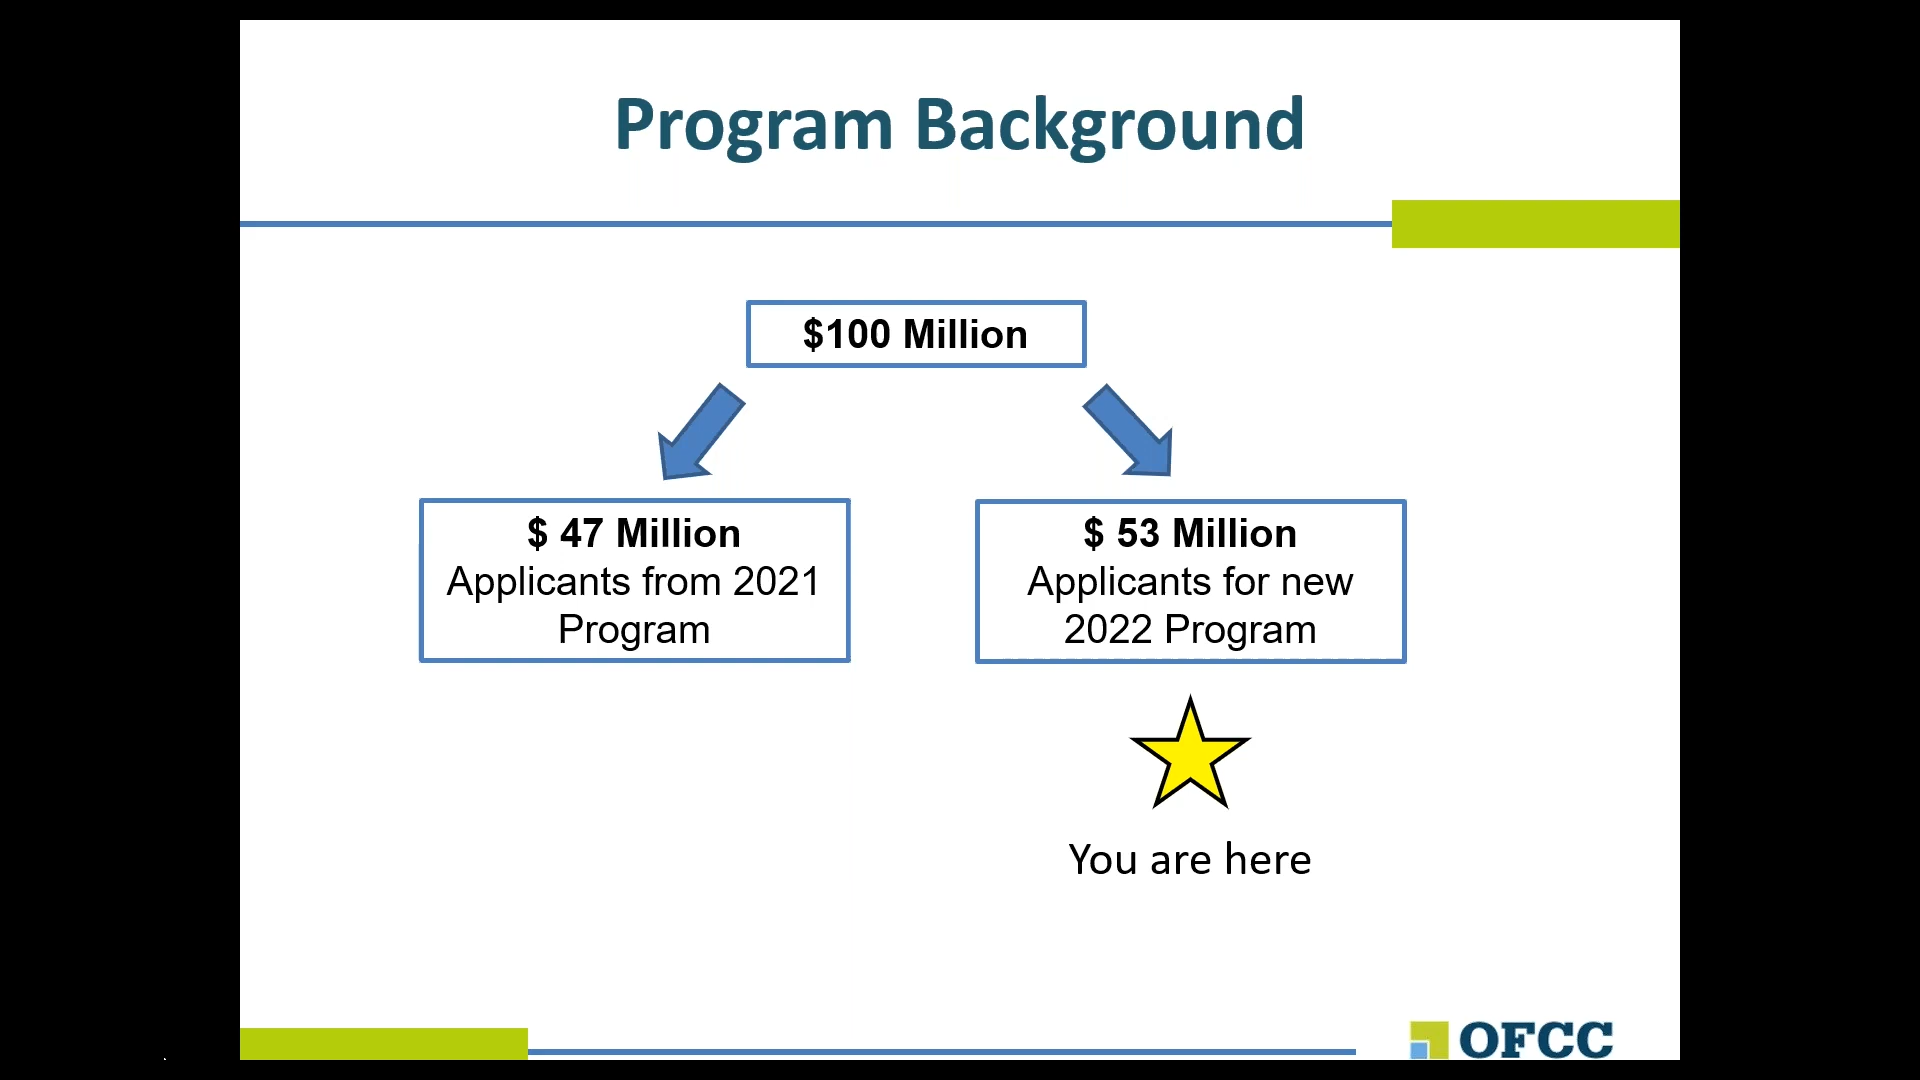 Program Background
$100 Million
$ 47 Million
Applicants from 2021
Program
$ 53 Million
Applicants for new
2022 Program
You are here
OFCC